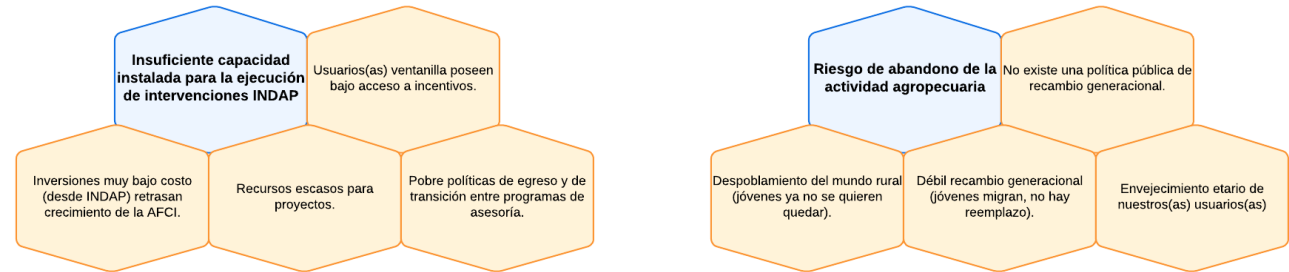 Insuficiente capacidad
instalada para la ejecución
de intervenciones INDAP
Usuarios(as) ventanilla poseen
bajo acceso a incentivos.
Inversiones muy bajo costo
(desde INDAP) retrasan
crecimiento de la AFCI.
Recursos escasos para
proyectos.
Pobre políticas de egreso y de
transición entre programas de
asesoría.
Riesgo de abandono de la
actividad agropecuaria
No existe una política pública de
recambio generacional.
Despoblamiento del mundo rural
(jóvenes ya no se quieren
quedar).
Débil recambio generacional
(jóvenes migran, no hay
reemplazo).
Envejecimiento etario de
nuestros(as) usuarios(as)